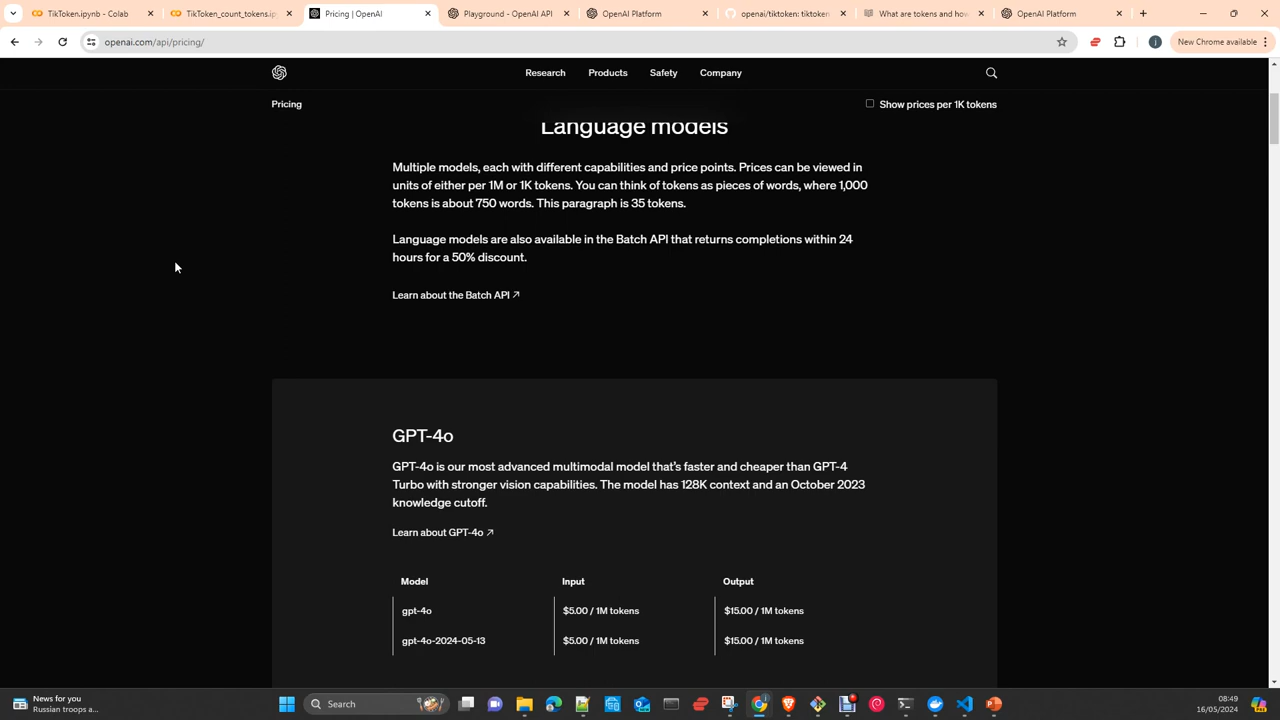 TikToken.ipynb - Colab
TikToken_count_tokens.ipynb
Pricing | OpenAI
Playground - OpenAI API
OpenAI Platform
openai/tiktoken: tiktoken
What are tokens and how
OpenAI Platform
openai.com/api/pricing/
New Chrome available
Research
Products
Safety
Company
Pricing
Show prices per 1K tokens
Language models
Multiple models, each with different capabilities and price points. Prices can be viewed in
units of either per 1M or 1K tokens. You can think of tokens as pieces of words, where 1,000
tokens is about 750 words. This paragraph is 35 tokens.
Language models are also available in the Batch API that returns completions within 24
hours for a 50% discount.
Learn about the Batch API
GPT-4o
GPT-4o is our most advanced multimodal model that's faster and cheaper than GPT-4
Turbo with stronger vision capabilities. The model has 128K context and an October 2023
knowledge cutoff.
Learn about GPT-4o
Model Input Output
gpt-4o $5.00 / 1M tokens $15.00 / 1M tokens
gpt-4o-2024-05-13 $5.00 / 1M tokens $15.00 / 1M tokens
News for you
Russian troops a...
Search
08:49
16/05/2024